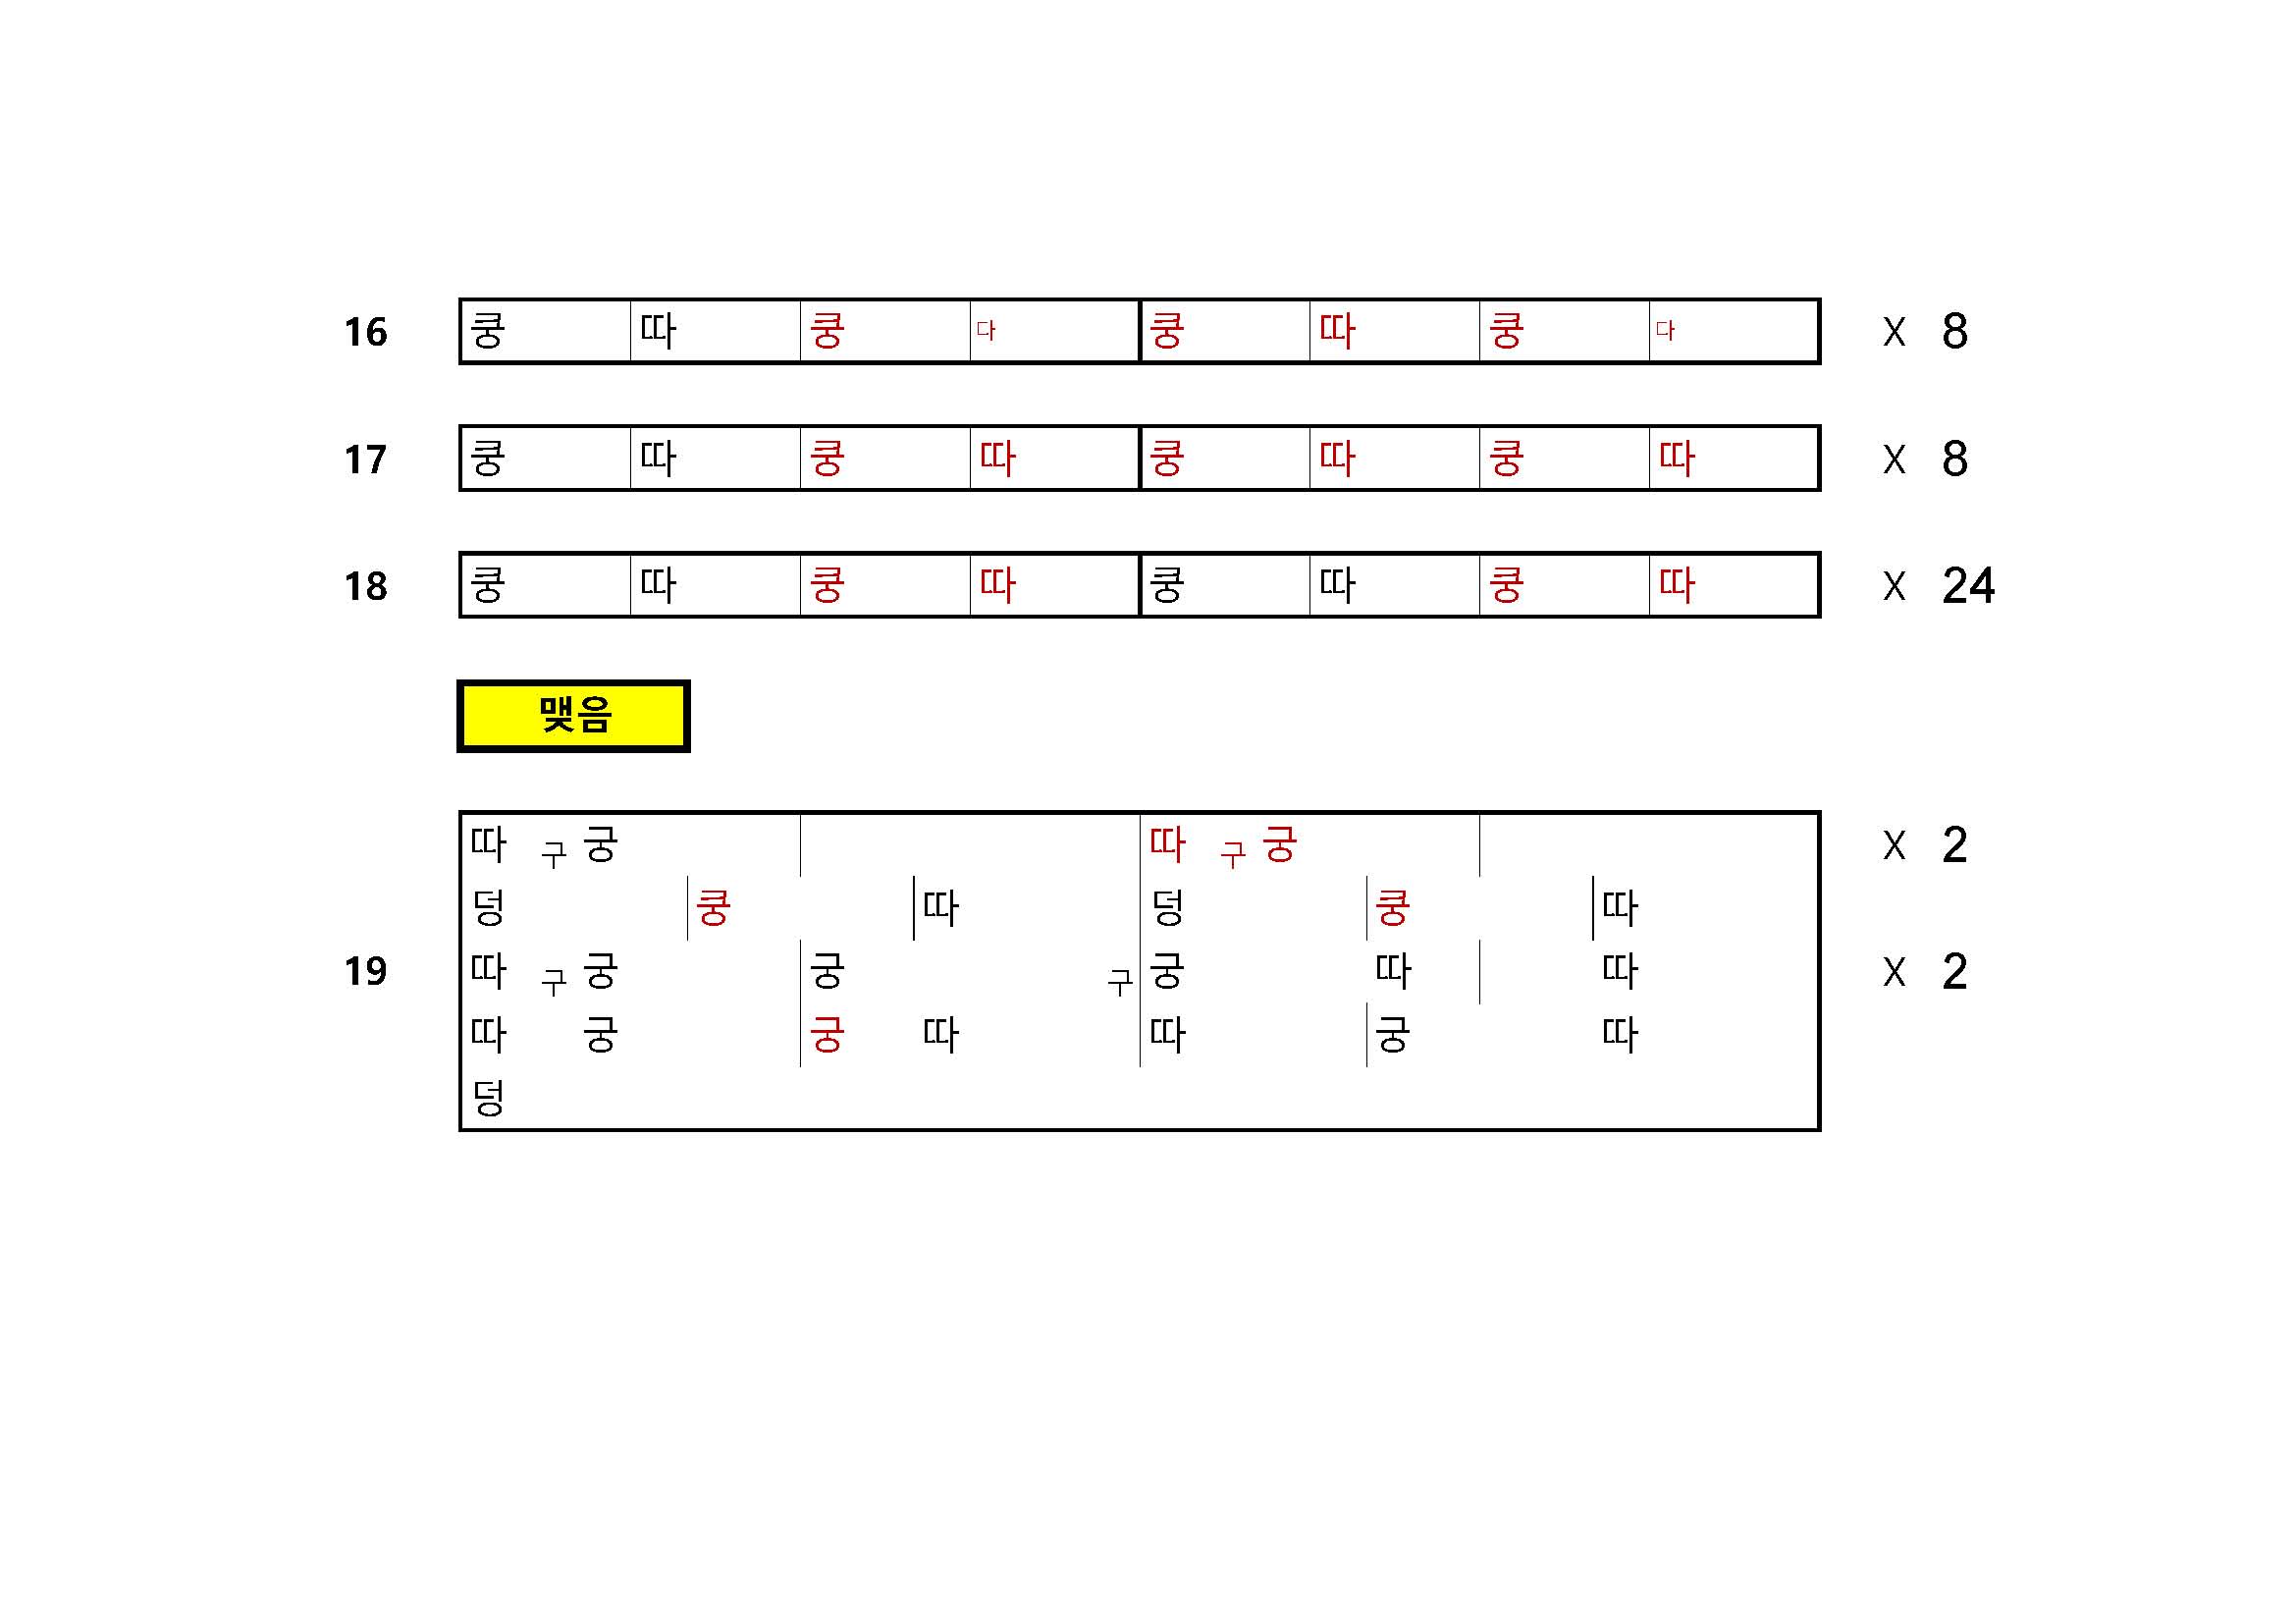 16 쿵 따 쿵 다 쿵 따 쿵 다 X 8
17 쿵 따 쿵 따 쿵 따 쿵 따 X 8
18 쿵 따 쿵 따 쿵 따 쿵 따 X 24
맺음
따 구 궁 따 구 궁 X 2
덩 쿵 따 덩 쿵 따
19 따 구 궁 궁 구 궁 따 따 X 2
따 궁 궁 따 따 궁 따
덩